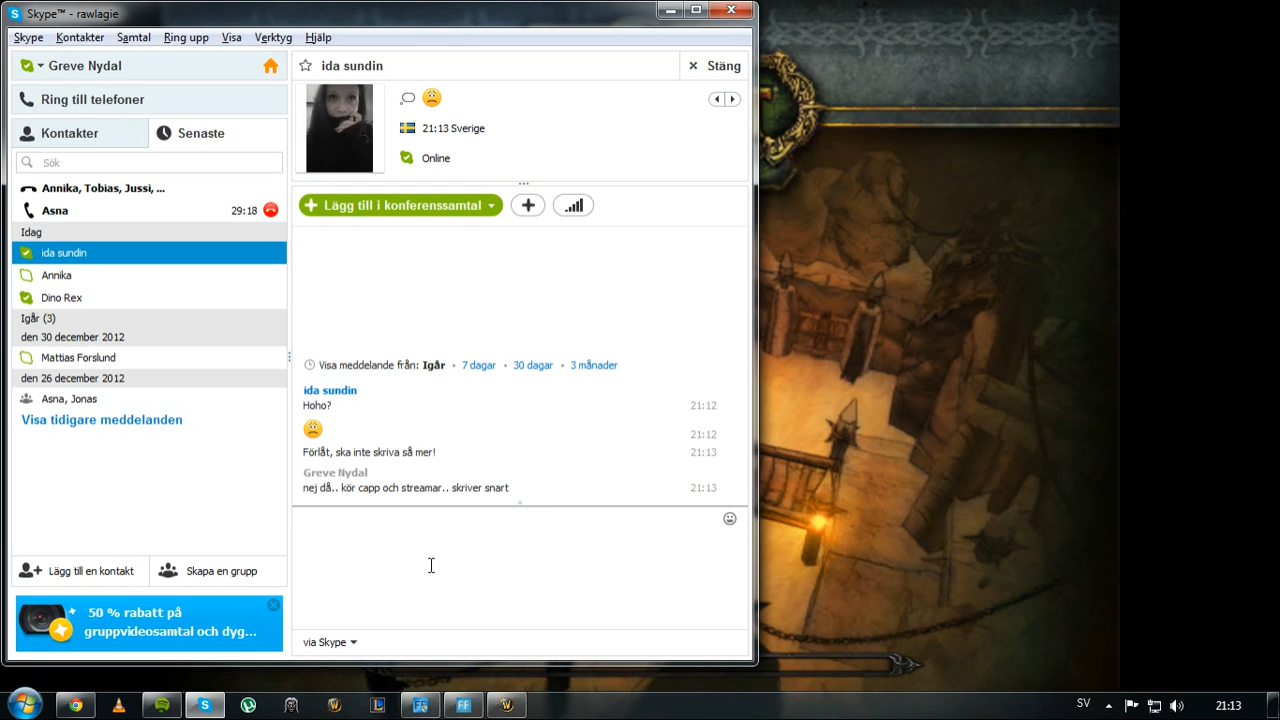 Skype™ - rawlagie
Skype Kontakter Samtal Ring upp Visa Verktyg Hjälp
Greve Nydal
Ring till telefoner
Kontakter Senaste
Sök
Annika, Tobias, Jussi, ...
Asna 29:18
Idag
ida sundin
Annika
Dino Rex
Igår (3)
den 30 december 2012
Mattias Forslund
den 26 december 2012
Asna, Jonas
Visa tidigare meddelanden
Lägg till en kontakt Skapa en grupp
50 % rabatt på
gruppvideosamtal och dyg...
ida sundin Stäng
21:13 Sverige
Online
Lägg till i konferenssamtal
Visa meddelande från: Igår • 7 dagar • 30 dagar • 3 månader
ida sundin
Hoho? 21:12
21:12
Förlåt, ska inte skriva så mer! 21:13
Greve Nydal
nej då.. kör capp och streamar.. skriver snart 21:13
via Skype
SV 21:13